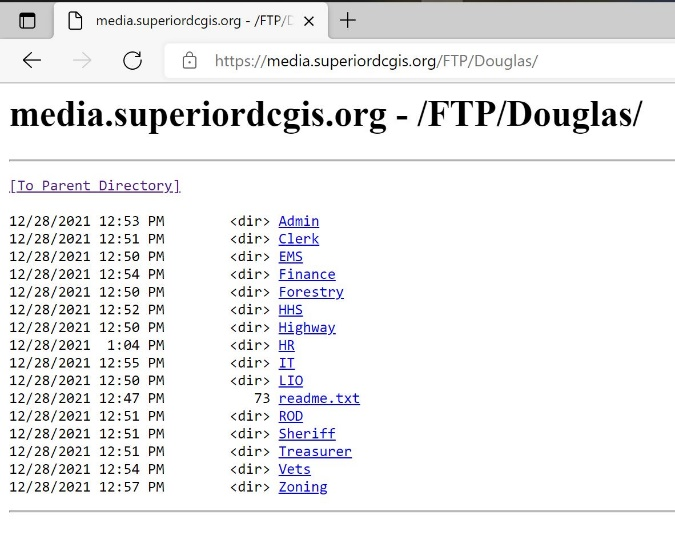 media.superiordcgis.org - /FTP/D
https://media.superiordcgis.org/FTP/Douglas/
media.superiordcgis.org - /FTP/Douglas/
[To Parent Directory]
12/28/2021 12:53 PM <dir> Admin
12/28/2021 12:51 PM <dir> Clerk
12/28/2021 12:50 PM <dir> EMS
12/28/2021 12:54 PM <dir> Finance
12/28/2021 12:50 PM <dir> Forestry
12/28/2021 12:52 PM <dir> HHS
12/28/2021 12:50 PM <dir> Highway
12/28/2021 1:04 PM <dir> HR
12/28/2021 12:55 PM <dir> IT
12/28/2021 12:50 PM <dir> LIO
12/28/2021 12:47 PM 73 readme.txt
12/28/2021 12:51 PM <dir> ROD
12/28/2021 12:51 PM <dir> Sheriff
12/28/2021 12:51 PM <dir> Treasurer
12/28/2021 12:54 PM <dir> Vets
12/28/2021 12:57 PM <dir> Zoning